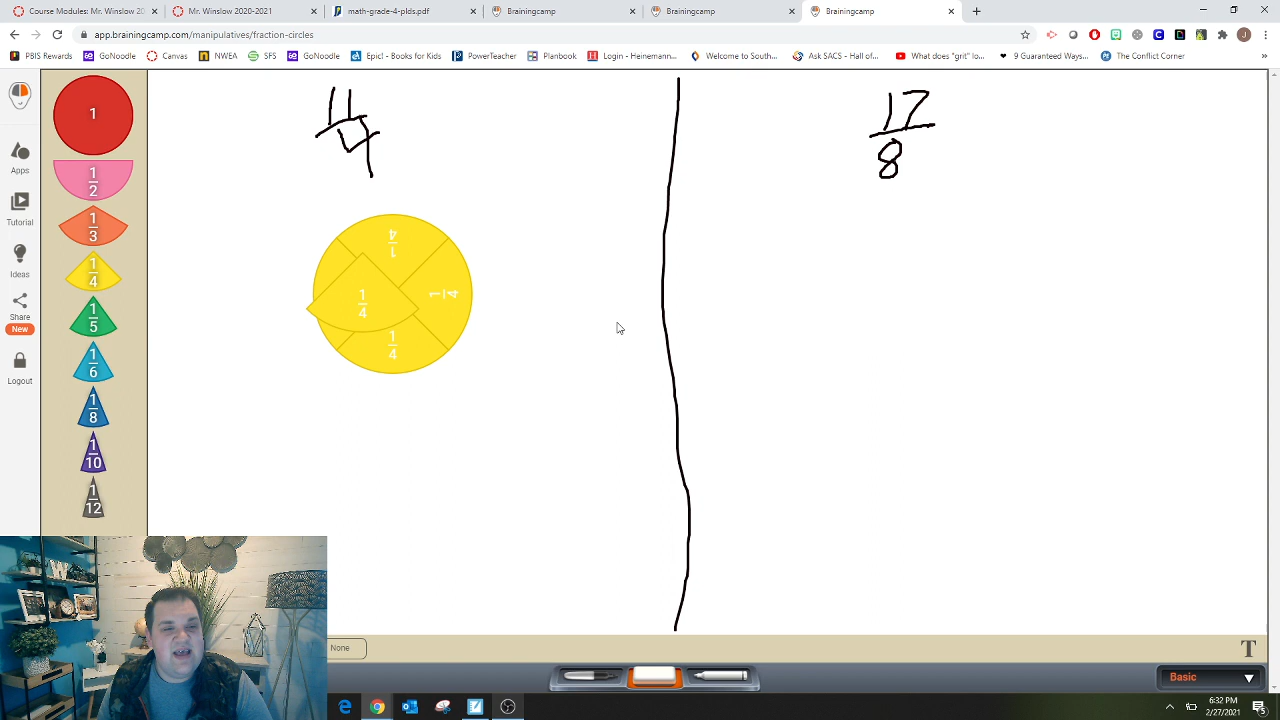 Course Modules: Mr. Winslow 20
Mr. Winslow 2020-2021
math-grade-4-plds.pdf
Brainingcamp
Brainingcamp
Brainingcamp
app.brainingcamp.com/manipulatives/fraction-circles
PBIS Rewards
GoNoodle
Canvas
NWEA
SFS
GoNoodle
Epic! - Books for Kids
PowerTeacher
Planbook
Login - Heinemann...
Welcome to South...
Ask SACS - Hall of...
What does "grit" lo...
9 Guaranteed Ways...
The Conflict Corner
Apps
Tutorial
Ideas
Share
New
Logout
1
1/2
1/3
1/4
1/5
1/6
1/8
1/10
1/12
11/4
1/4
1/4
1/4
1/4
17/8
None
T
Basic
6:32 PM
2/27/2021